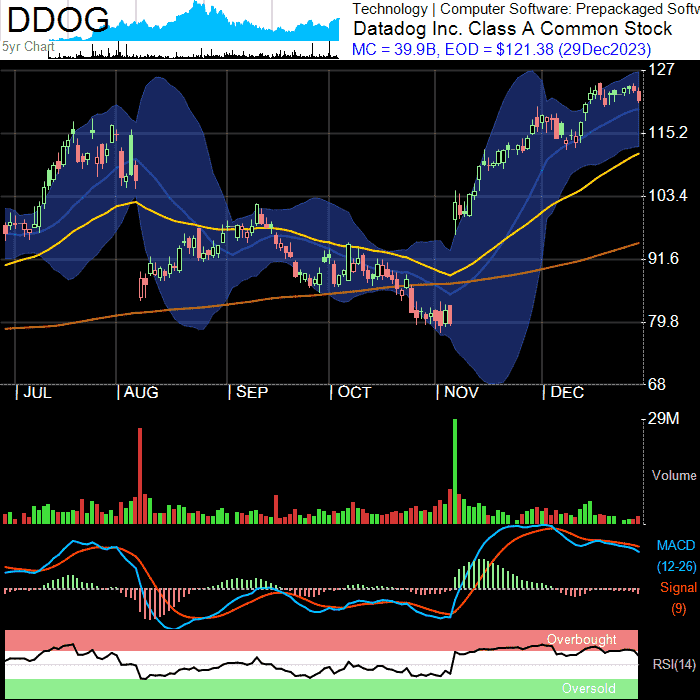 DDOG
Technology | Computer Software: Prepackaged Softw
Datadog Inc. Class A Common Stock
5yr Chart
MC = 39.9B, EOD = $121.38 (29Dec2023)
127
115.2
103.4
91.6
79.8
68
JUL AUG SEP OCT NOV DEC
29M
Volume
MACD
(12-26)
Signal
(9)
Overbought
RSI(14)
Oversold